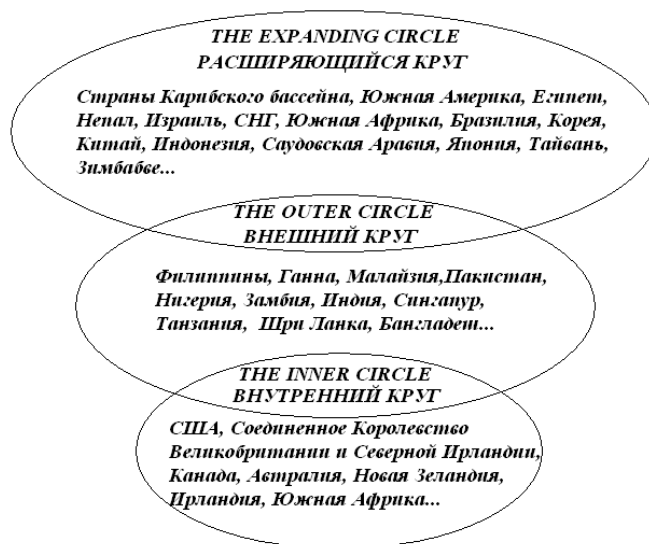 THE EXPANDING CIRCLE
РАСШИРЯЮЩИЙСЯ КРУГ
Страны Карибского бассейна, Южная Америка, Египет,
Непал, Израиль, СНГ, Южная Африка, Бразилия, Корея,
Китай, Индонезия, Саудовская Аравия, Япония, Тайвань,
Зимбабве...
THE OUTER CIRCLE
ВНЕШНИЙ КРУГ
Филиппины, Ганна, Малайзия,Пакистан,
Нигерия, Замбия, Индия, Сингапур,
Танзания, Шри Ланка, Бангладеш...
THE INNER CIRCLE
ВНУТРЕННИЙ КРУГ
США, Соединенное Королевство
Великобритании и Северной Ирландии,
Канада, Автралия, Новая Зеландия,
Ирландия, Южная Африка...